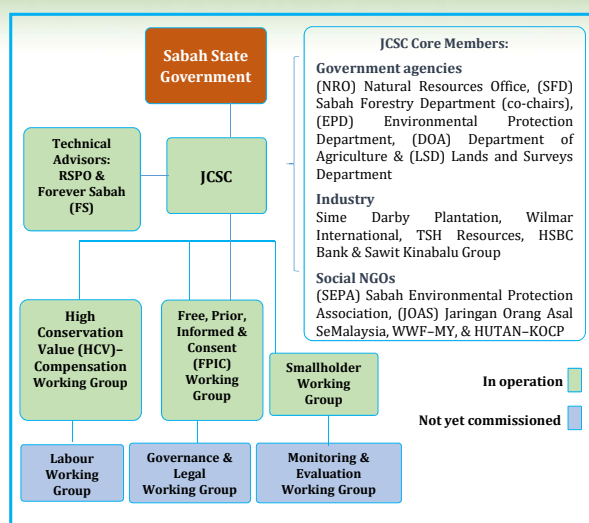 Sabah State
Government
JCSC Core Members:
Government agencies
(NRO) Natural Resources Office, (SFD)
Sabah Forestry Department (co-chairs),
(EPD) Environmental Protection
Department, (DOA) Department of
Agriculture & (LSD) Lands and Surveys
Department
Industry
Sime Darby Plantation, Wilmar
International, TSH Resources, HSBC
Bank & Sawit Kinabalu Group
Social NGOs
(SEPA) Sabah Environmental Protection
Association, (JOAS) Jaringan Orang Asal
SeMalaysia, WWF–MY, & HUTAN–KOCP
Technical
Advisors:
RSPO &
Forever Sabah
(FS)
JCSC
High
Conservation
Value (HCV)–
Compensation
Working Group
Free, Prior,
Informed &
Consent
(FPIC)
Working
Group
Smallholder
Working
Group
In operation
Not yet commissioned
Labour
Working
Group
Governance &
Legal
Working Group
Monitoring &
Evaluation
Working Group